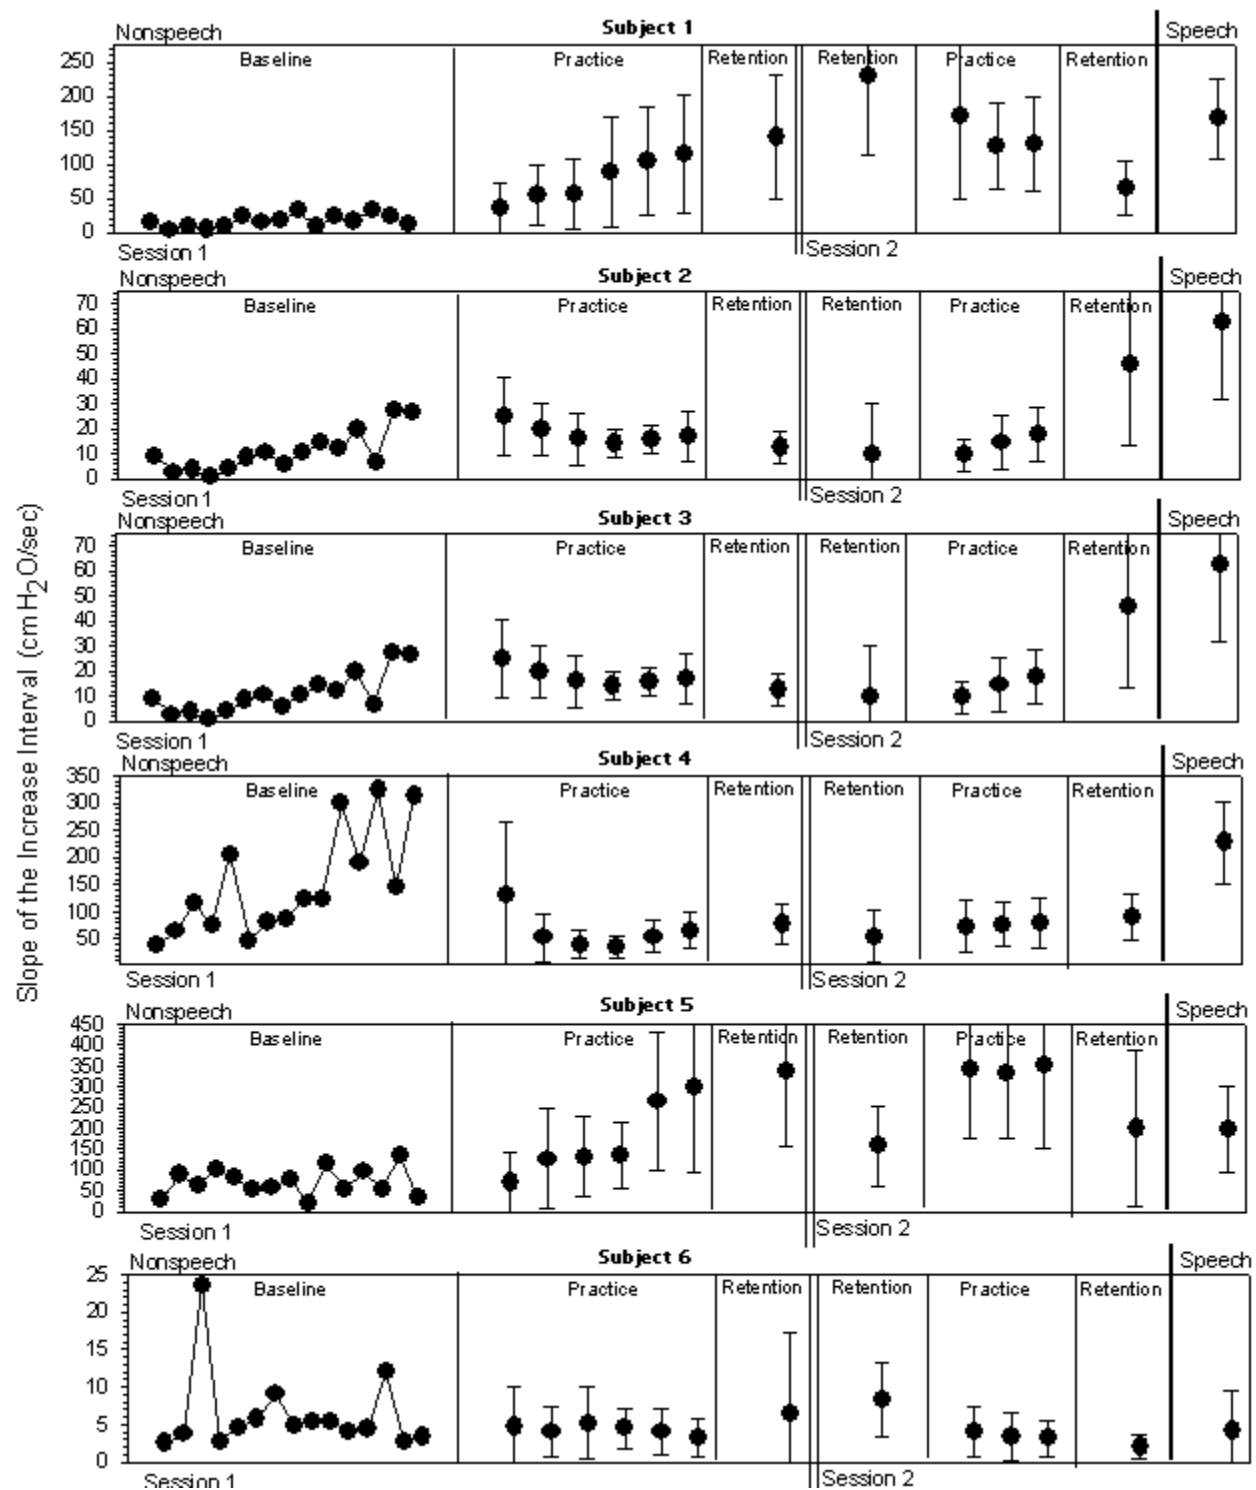 Slope of the Increase Interval (cm H2O/sec)
Subject 1
Nonspeech
Speech
Baseline Practice Retention Retention Practice Retention
250
200
150
100
50
0
Session 1 Session 2
Subject 2
Nonspeech
Speech
Baseline Practice Retention Retention Practice Retention
70
60
50
40
30
20
10
0
Session 1 Session 2
Subject 3
Nonspeech
Speech
Baseline Practice Retention Retention Practice Retention
70
60
50
40
30
20
10
0
Session 1 Session 2
Subject 4
Nonspeech
Speech
Baseline Practice Retention Retention Practice Retention
350
300
250
200
150
100
50
Session 1 Session 2
Subject 5
Nonspeech
Speech
Baseline Practice Retention Retention Practice Retention
450
400
350
300
250
200
150
100
50
0
Session 1 Session 2
Subject 6
Nonspeech
Speech
Baseline Practice Retention Retention Practice Retention
25
20
15
10
5
0
Session 1 Session 2